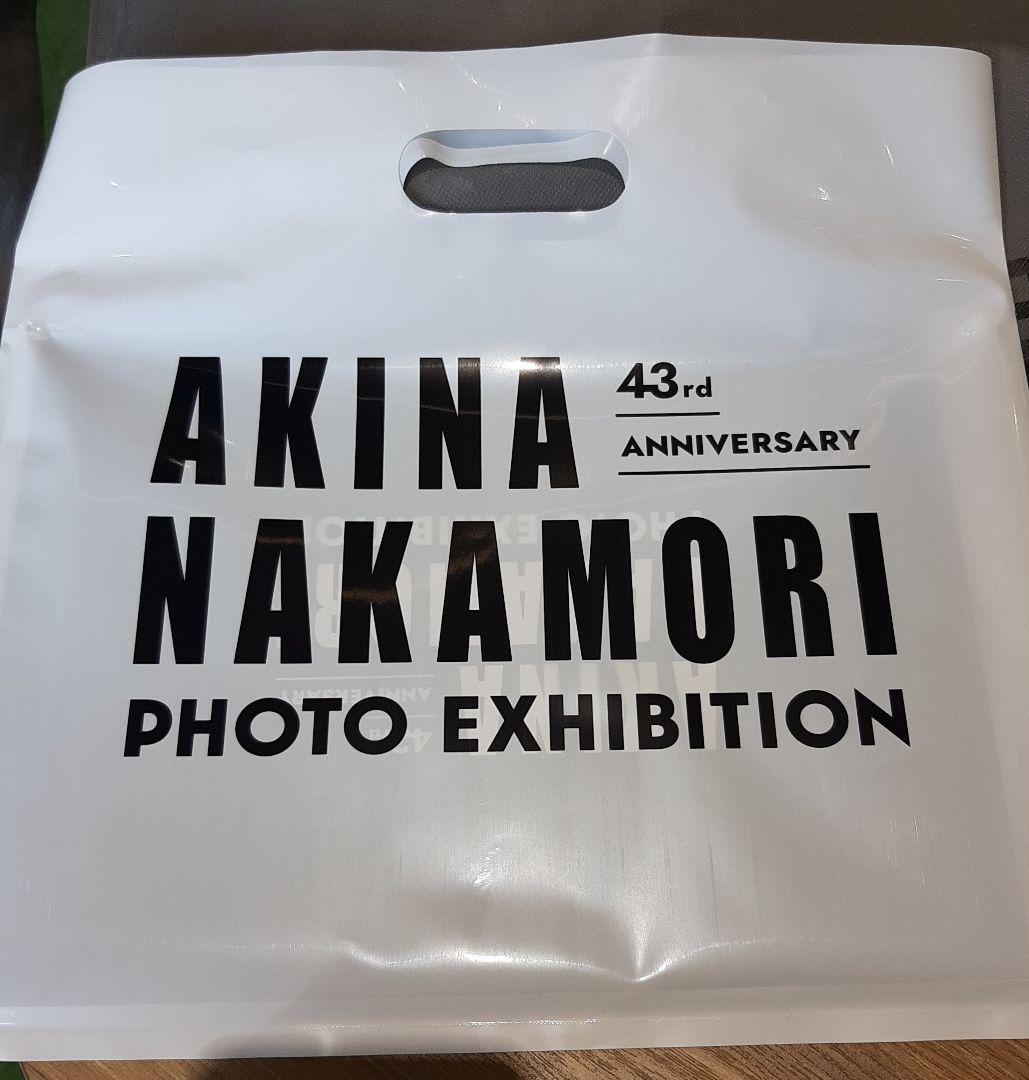 AKINA
43rd
ANNIVERSARY
NAKAMORI
PHOTO EXHIBITION